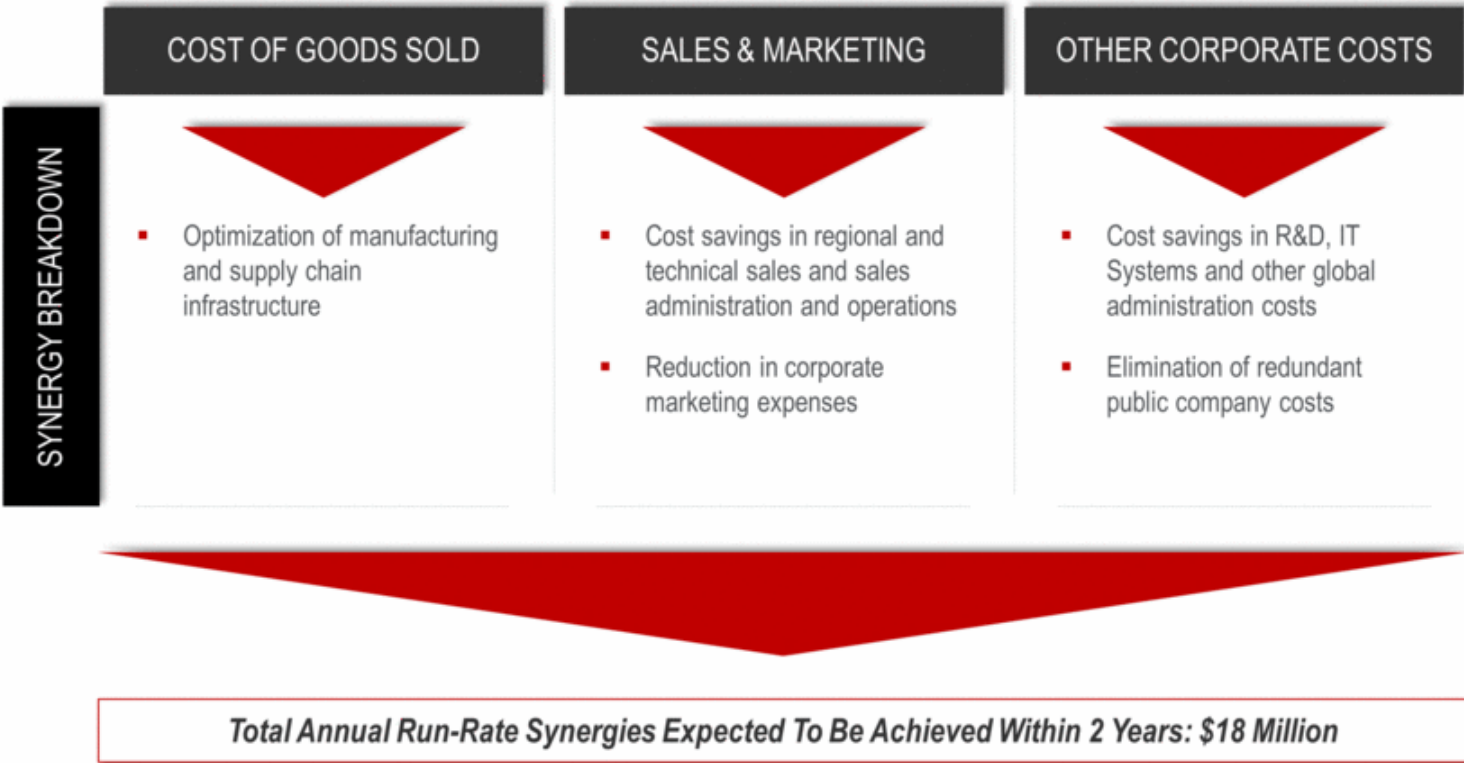 COST OF GOODS SOLD
SALES & MARKETING
OTHER CORPORATE COSTS
SYNERGY BREAKDOWN
▪ Optimization of manufacturing
and supply chain
infrastructure
▪ Cost savings in regional and
technical sales and sales
administration and operations
▪ Reduction in corporate
marketing expenses
▪ Cost savings in R&D, IT
Systems and other global
administration costs
▪ Elimination of redundant
public company costs
Total Annual Run-Rate Synergies Expected To Be Achieved Within 2 Years: $18 Million